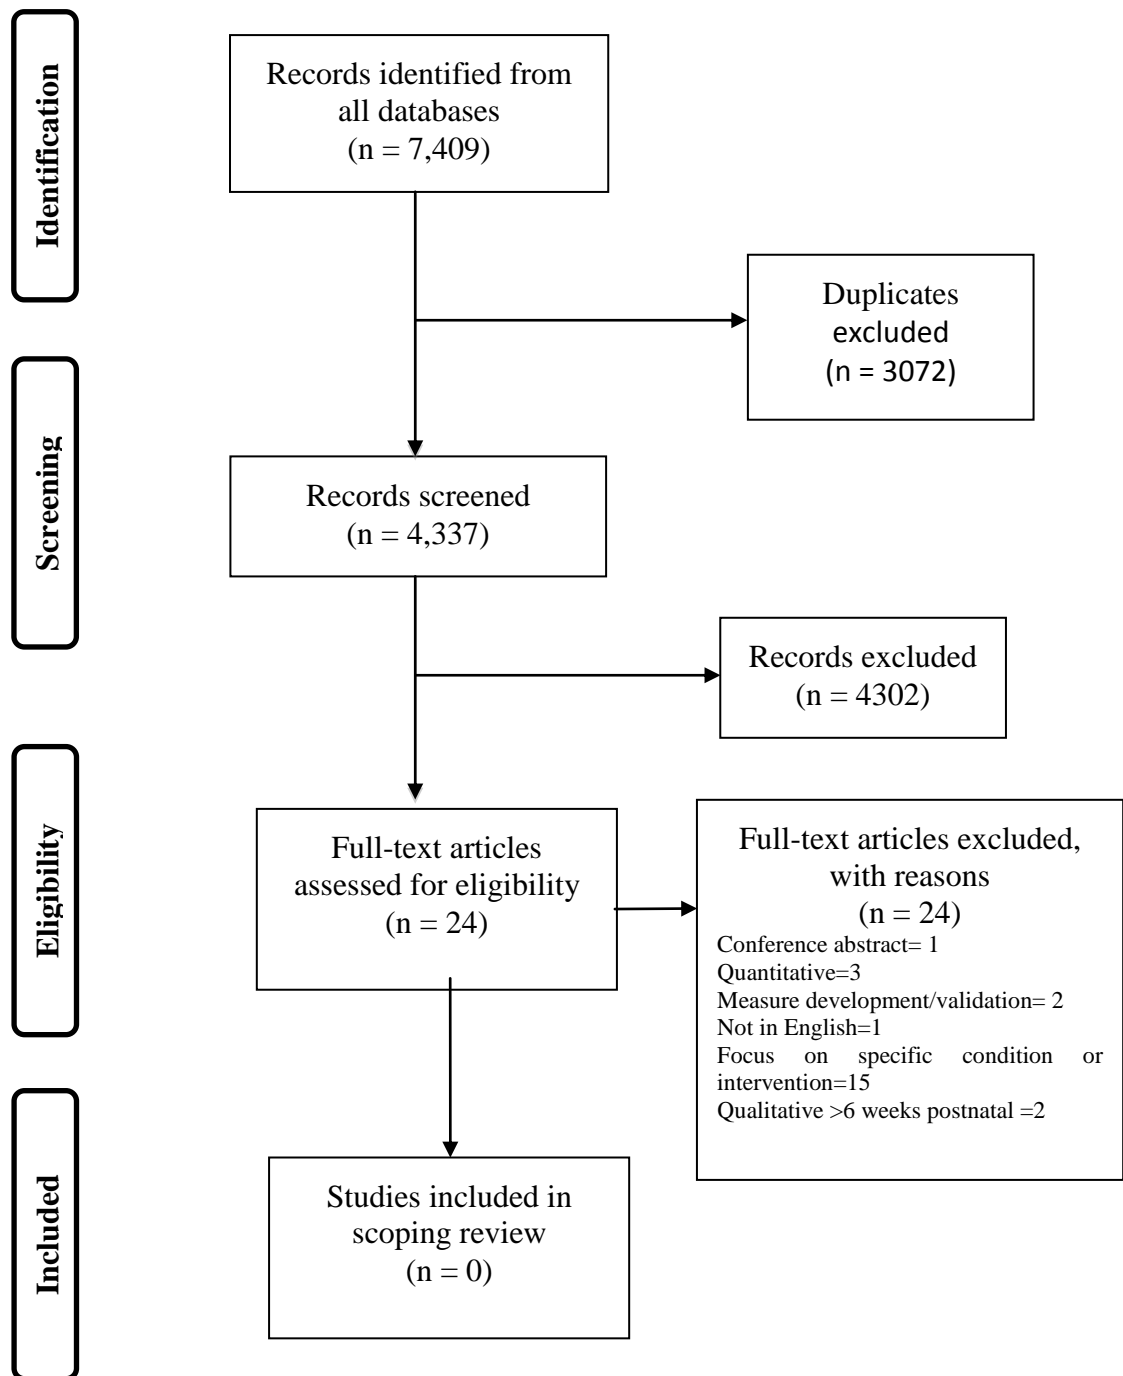 Identification
Records identified from
all databases
(n = 7,409)
Duplicates
excluded
(n = 3072)
Screening
Records screened
(n = 4,337)
Records excluded
(n = 4302)
Eligibility
Full-text articles
assessed for eligibility
(n = 24)
Full-text articles excluded,
with reasons
(n = 24)
Conference abstract= 1
Quantitative=3
Measure development/validation= 2
Not in English=1
Focus on specific condition or
intervention=15
Qualitative >6 weeks postnatal =2
Included
Studies included in
scoping review
(n = 0)